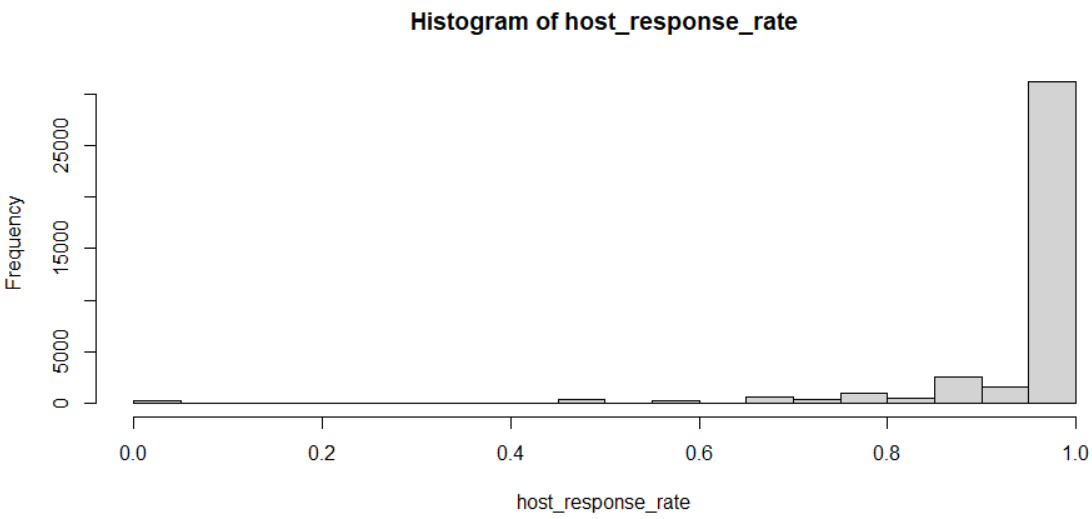 Histogram of host_response_rate
Frequency
25000
15000
5000
0
0.0 0.2 0.4 0.6 0.8 1.0
host_response_rate